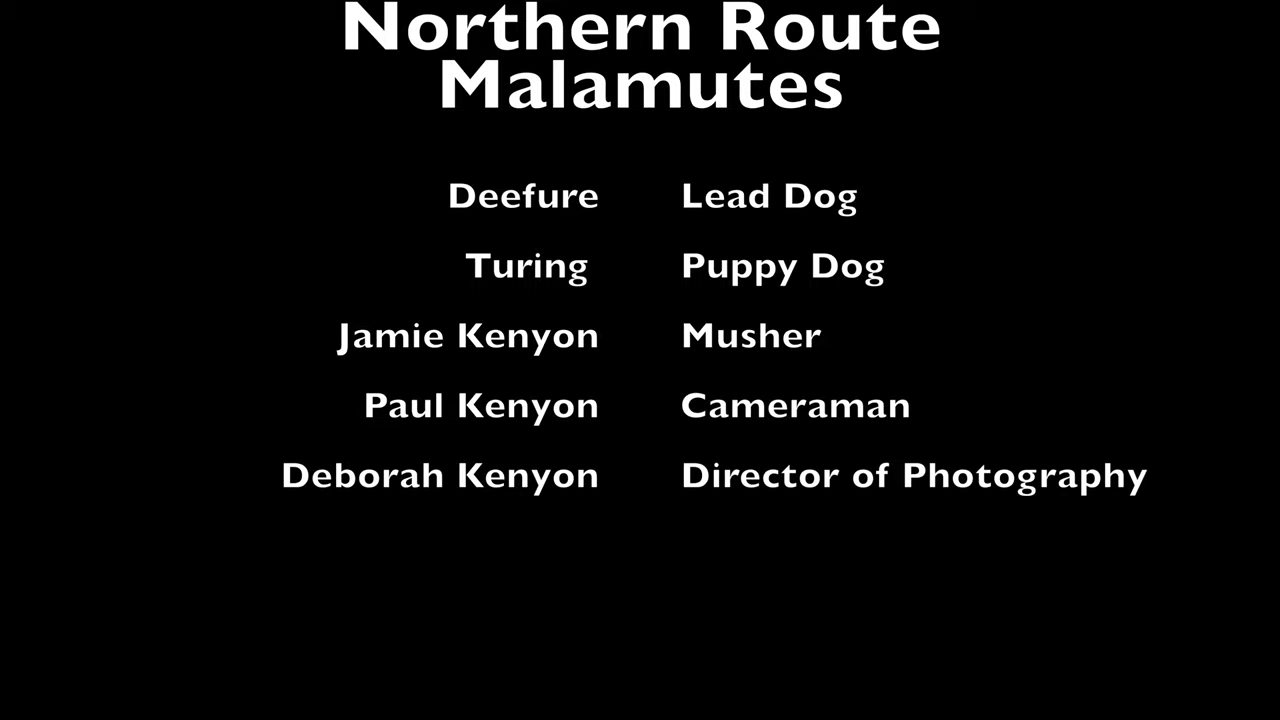 Northern Route
Malamutes
Deefure Lead Dog
Turing Puppy Dog
Jamie Kenyon Musher
Paul Kenyon Cameraman
Deborah Kenyon Director of Photography